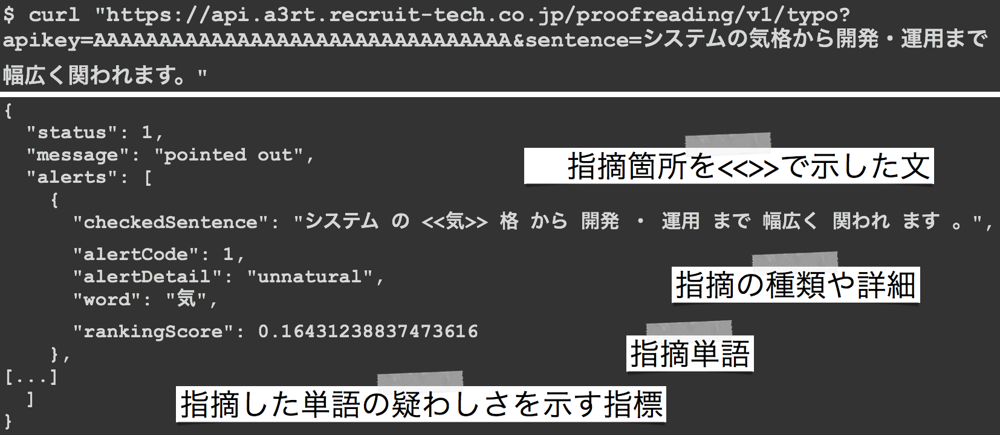 $ curl "https://api.a3rt.recruit-tech.co.jp/proofreading/v1/typo?
apikey=AAAAAAAAAAAAAAAAAAAAAAAAAAAAAAAA&sentence=システムの気格から開発・運用まで
幅広く関われます。"
{
"status": 1,
"message": "pointed out",
指摘箇所を<<>>で示した文
"alerts": [
{
"checkedSentence": "システム の <<気>> 格 から 開発 ・ 運用 まで 幅広く 関われ ます 。",
"alertCode": 1,
"alertDetail": "unnatural",
指摘の種類や詳細
"word": "気",
"rankingScore": 0.16431238837473616
},
指摘単語
[...]
]
指摘した単語の疑わしさを示す指標
}